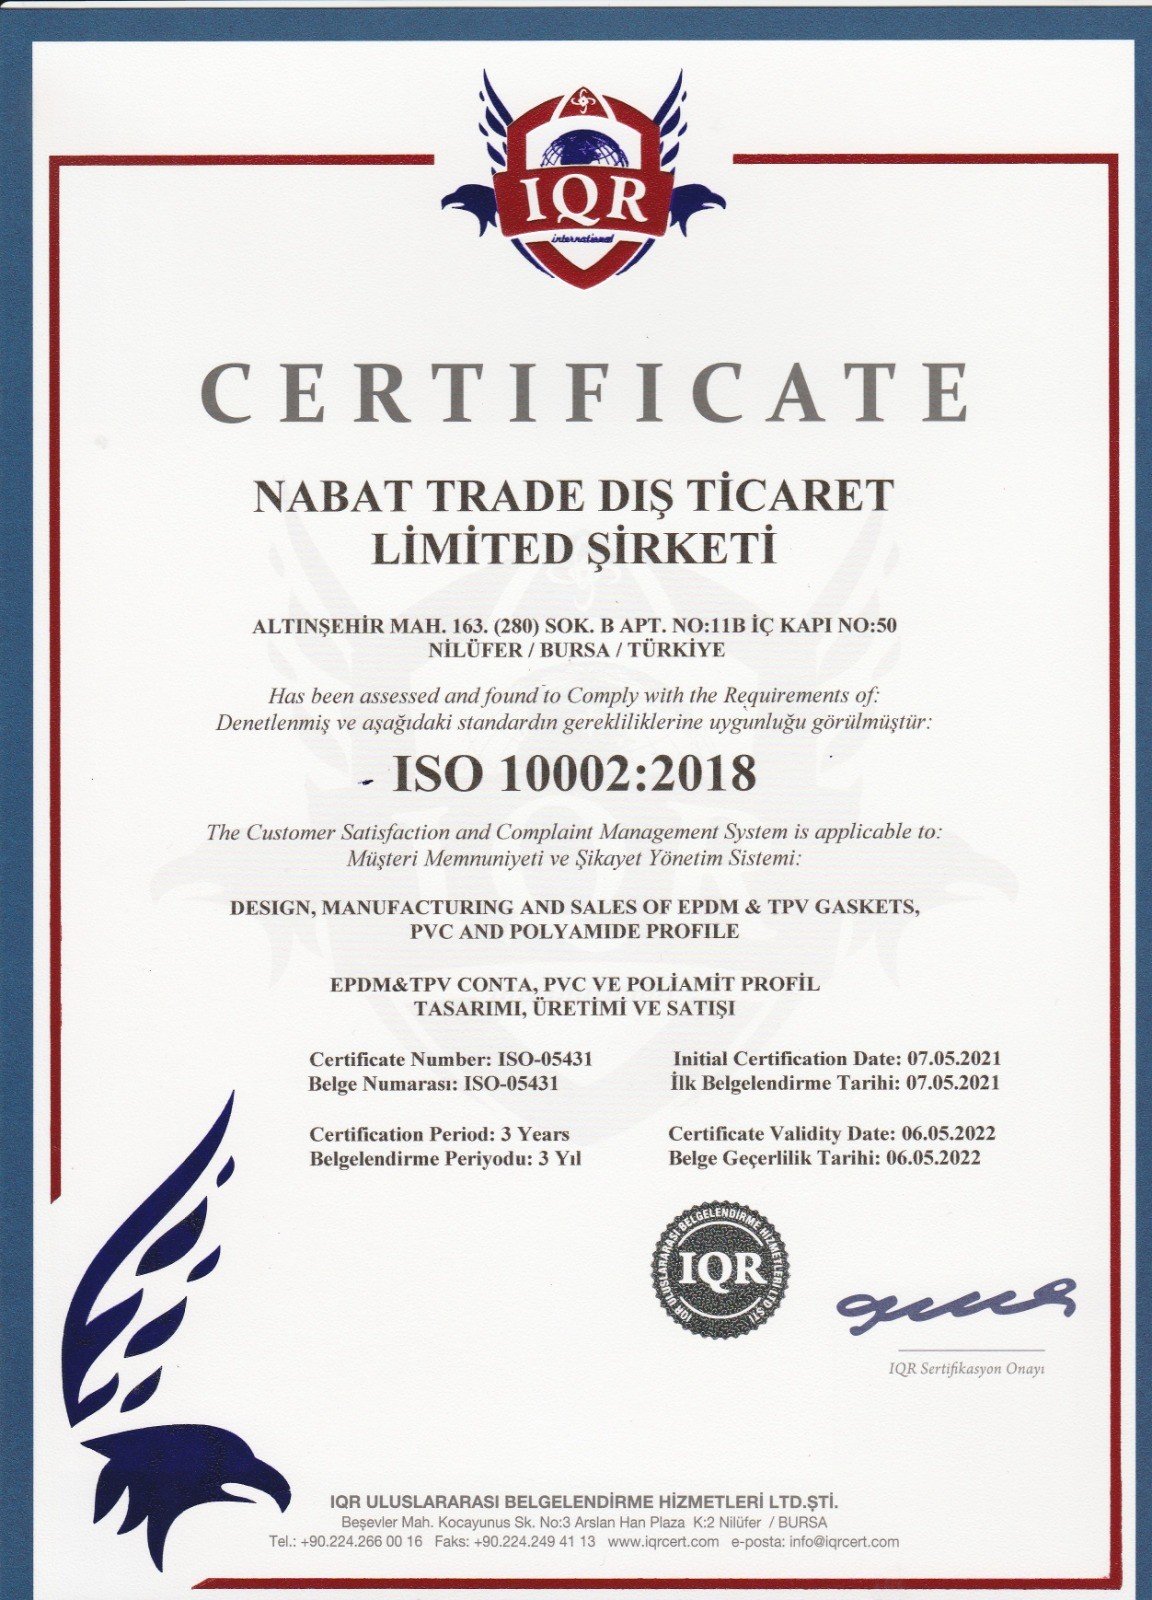 IQR
international
CERTIFICATE
NABAT TRADE DIŞ TİCARET
LİMİTED ŞİRKETİ
ALTINŞEHİR MAH. 163. (280) SOK. B APT. NO:11B İÇ KAPI NO:50
NİLÜFER / BURSA / TÜRKİYE
Has been assessed and found to Comply with the Requirements of:
Denetlenmiş ve aşağıdaki standardın gerekliliklerine uygunluğu görülmüştür:
ISO 10002:2018
The Customer Satisfaction and Complaint Management System is applicable to:
Müşteri Memnuniyeti ve Şikayet Yönetim Sistemi:
DESIGN, MANUFACTURING AND SALES OF EPDM & TPV GASKETS,
PVC AND POLYAMIDE PROFILE
EPDM&TPV CONTA, PVC VE POLİAMİT PROFİL
TASARIMI, ÜRETİMİ VE SATIŞI
Certificate Number: ISO-05431
Belge Numarası: ISO-05431
Initial Certification Date: 07.05.2021
İlk Belgelendirme Tarihi: 07.05.2021
Certification Period: 3 Years
Belgelendirme Periyodu: 3 Yıl
Certificate Validity Date: 06.05.2022
Belge Geçerlilik Tarihi: 06.05.2022
IQR ULUSLARARASI BELGELENDİRME HİZMETLERİ LTD.ŞTİ.
IQR
IQR Sertifikasyon Onayı
IQR ULUSLARARASI BELGELENDİRME HİZMETLERİ LTD.ŞTİ.
Beşevler Mah. Kocayunus Sk. No:3 Arslan Han Plaza K:2 Nilüfer / BURSA
Tel.: +90.224.266 00 16 Faks: +90.224.249 41 13 www.iqrcert.com e-posta: info@iqrcert.com